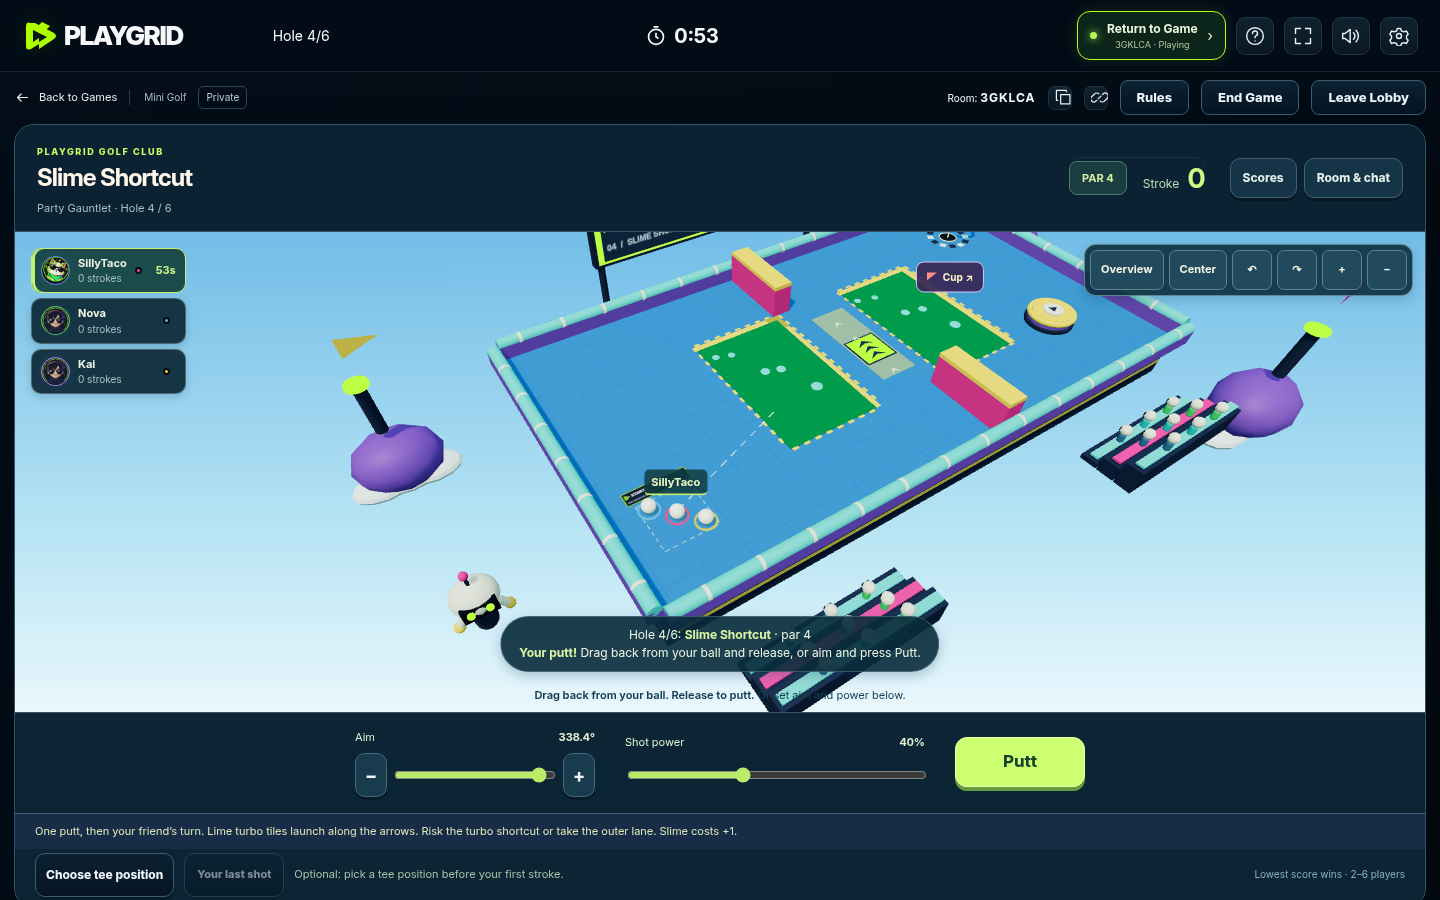 PLAYGRID
Hole 4/6
0:53
Return to Game
3GKLCA · Playing
Back to Games
Mini Golf
Private
Room: 3GKLCA
Rules
End Game
Leave Lobby
PLAYGRID GOLF CLUB
Slime Shortcut
Party Gauntlet · Hole 4 / 6
PAR 4
Stroke 0
Scores
Room & chat
SillyTaco
0 strokes
53s
Nova
0 strokes
Kai
0 strokes
04 / SLIME
Cup
Overview
Center
+
−
SillyTaco
Hole 4/6: Slime Shortcut · par 4
Your putt! Drag back from your ball and release, or aim and press Putt.
Drag back from your ball. Release to putt. Or set aim and power below.
Aim
338.4°
−
+
Shot power
40%
Putt
One putt, then your friend's turn. Lime turbo tiles launch along the arrows. Risk the turbo shortcut or take the outer lane. Slime costs +1.
Choose tee position
Your last shot
Optional: pick a tee position before your first stroke.
Lowest score wins · 2–6 players